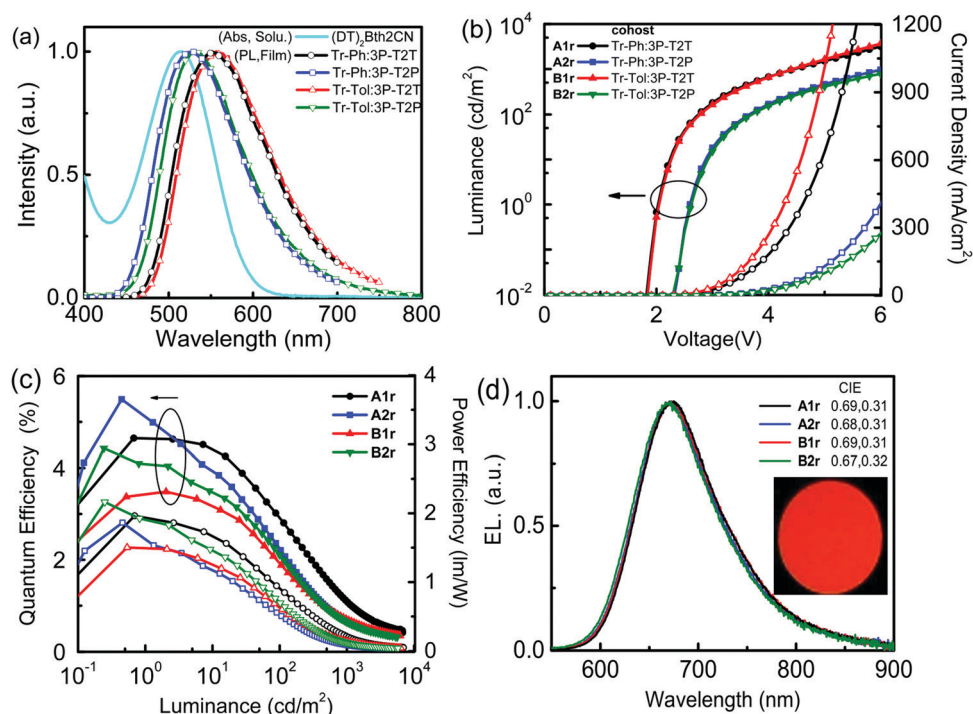 (a)
(Abs, Solu.) (DT)2Bth2CN
(PL,Film) Tr-Ph:3P-T2T
Tr-Ph:3P-T2P
Tr-Tol:3P-T2T
Tr-Tol:3P-T2P
Intensity (a.u.)
1.0
0.5
0.0
400 500 600 700 800
Wavelength (nm)
(b)
cohost
A1r Tr-Ph:3P-T2T
A2r Tr-Ph:3P-T2P
B1r Tr-Tol:3P-T2T
B2r Tr-Tol:3P-T2P
Luminance (cd/m2)
10^4
10^2
10^0
10^-2
Current Density (mA/cm2)
1200
900
600
300
0
0 2 4 6
Voltage(V)
(c)
A1r
A2r
B1r
B2r
Quantum Efficiency (%)
6
4
2
0
Power Efficiency (lm/W)
4
3
2
1
0
10^-1 10^0 10^1 10^2 10^3 10^4
Luminance (cd/m2)
(d)
CIE
A1r 0.69,0.31
A2r 0.68,0.31
B1r 0.69,0.31
B2r 0.67,0.32
E.L. (a.u.)
1.0
0.5
0.0
600 700 800 900
Wavelength (nm)